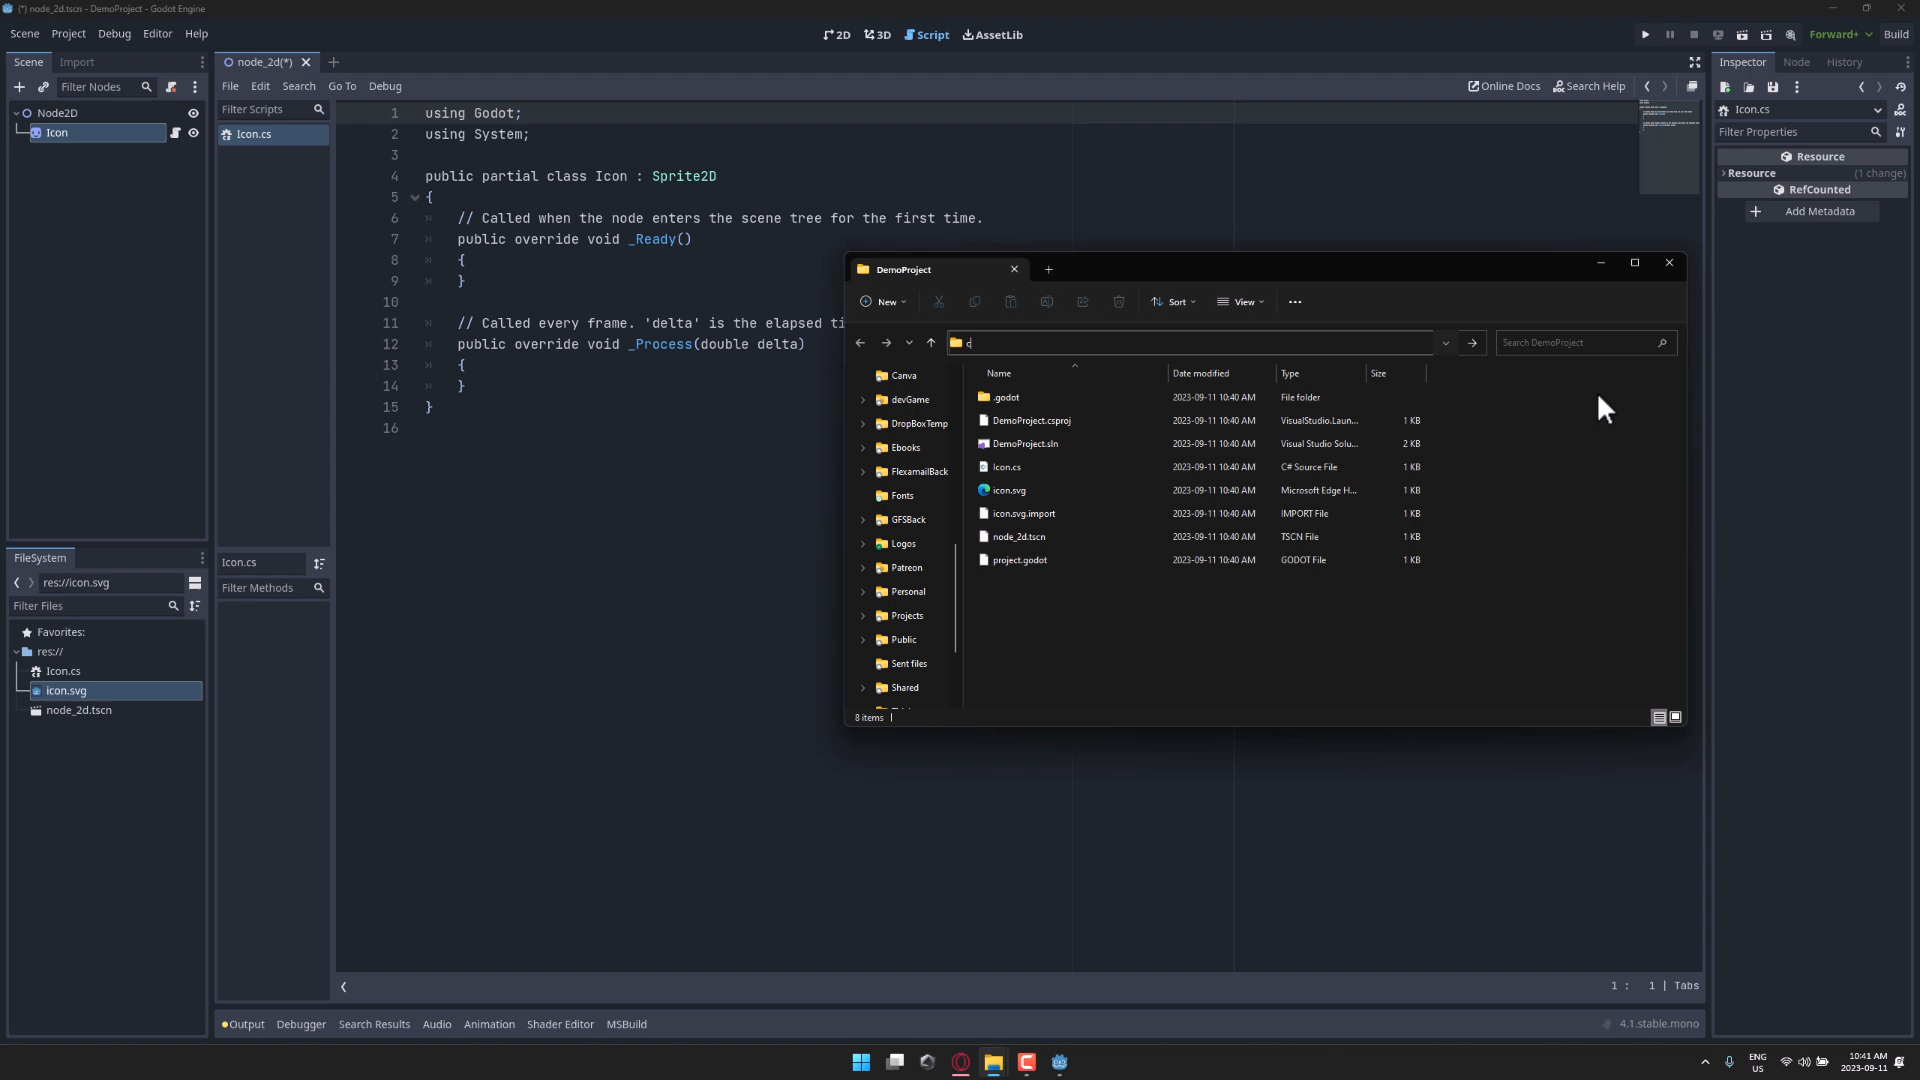 (*) node_2d.tscn - DemoProject - Godot Engine
Scene Project Debug Editor Help
2D 3D Script AssetLib
Forward+ Build
Scene Import
node_2d(*)
Inspector Node History
Filter Nodes
File Edit Search Go To Debug
Online Docs Search Help
Node2D
Icon
Filter Scripts
Icon.cs
1 using Godot;
2 using System;
3
4 public partial class Icon : Sprite2D
5 {
6 // Called when the node enters the scene tree for the first time.
7 public override void _Ready()
8 {
9 }
10
11 // Called every frame. 'delta' is the elapsed ti
12 public override void _Process(double delta)
13 {
14 }
15 }
16
Icon.cs
Filter Properties
Resource
Resource (1 change)
RefCounted
Add Metadata
DemoProject
New Sort View
c
Search DemoProject
Name Date modified Type Size
.godot 2023-09-11 10:40 AM File folder
DemoProject.csproj 2023-09-11 10:40 AM VisualStudio.Laun... 1 KB
DemoProject.sln 2023-09-11 10:40 AM Visual Studio Solu... 2 KB
Icon.cs 2023-09-11 10:40 AM C# Source File 1 KB
icon.svg 2023-09-11 10:40 AM Microsoft Edge H... 1 KB
icon.svg.import 2023-09-11 10:40 AM IMPORT File 1 KB
node_2d.tscn 2023-09-11 10:40 AM TSCN File 1 KB
project.godot 2023-09-11 10:40 AM GODOT File 1 KB
Canva
devGame
DropBoxTemp
Ebooks
FlexamailBack
Fonts
GFSBack
Logos
Patreon
Personal
Projects
Public
Sent files
Shared
8 items
FileSystem
res://icon.svg
Filter Files
Favorites:
res://
Icon.cs
icon.svg
node_2d.tscn
Icon.cs
Filter Methods
1 : 1 | Tabs
Output Debugger Search Results Audio Animation Shader Editor MSBuild
4.1.stable.mono
ENG
US
10:41 AM
2023-09-11